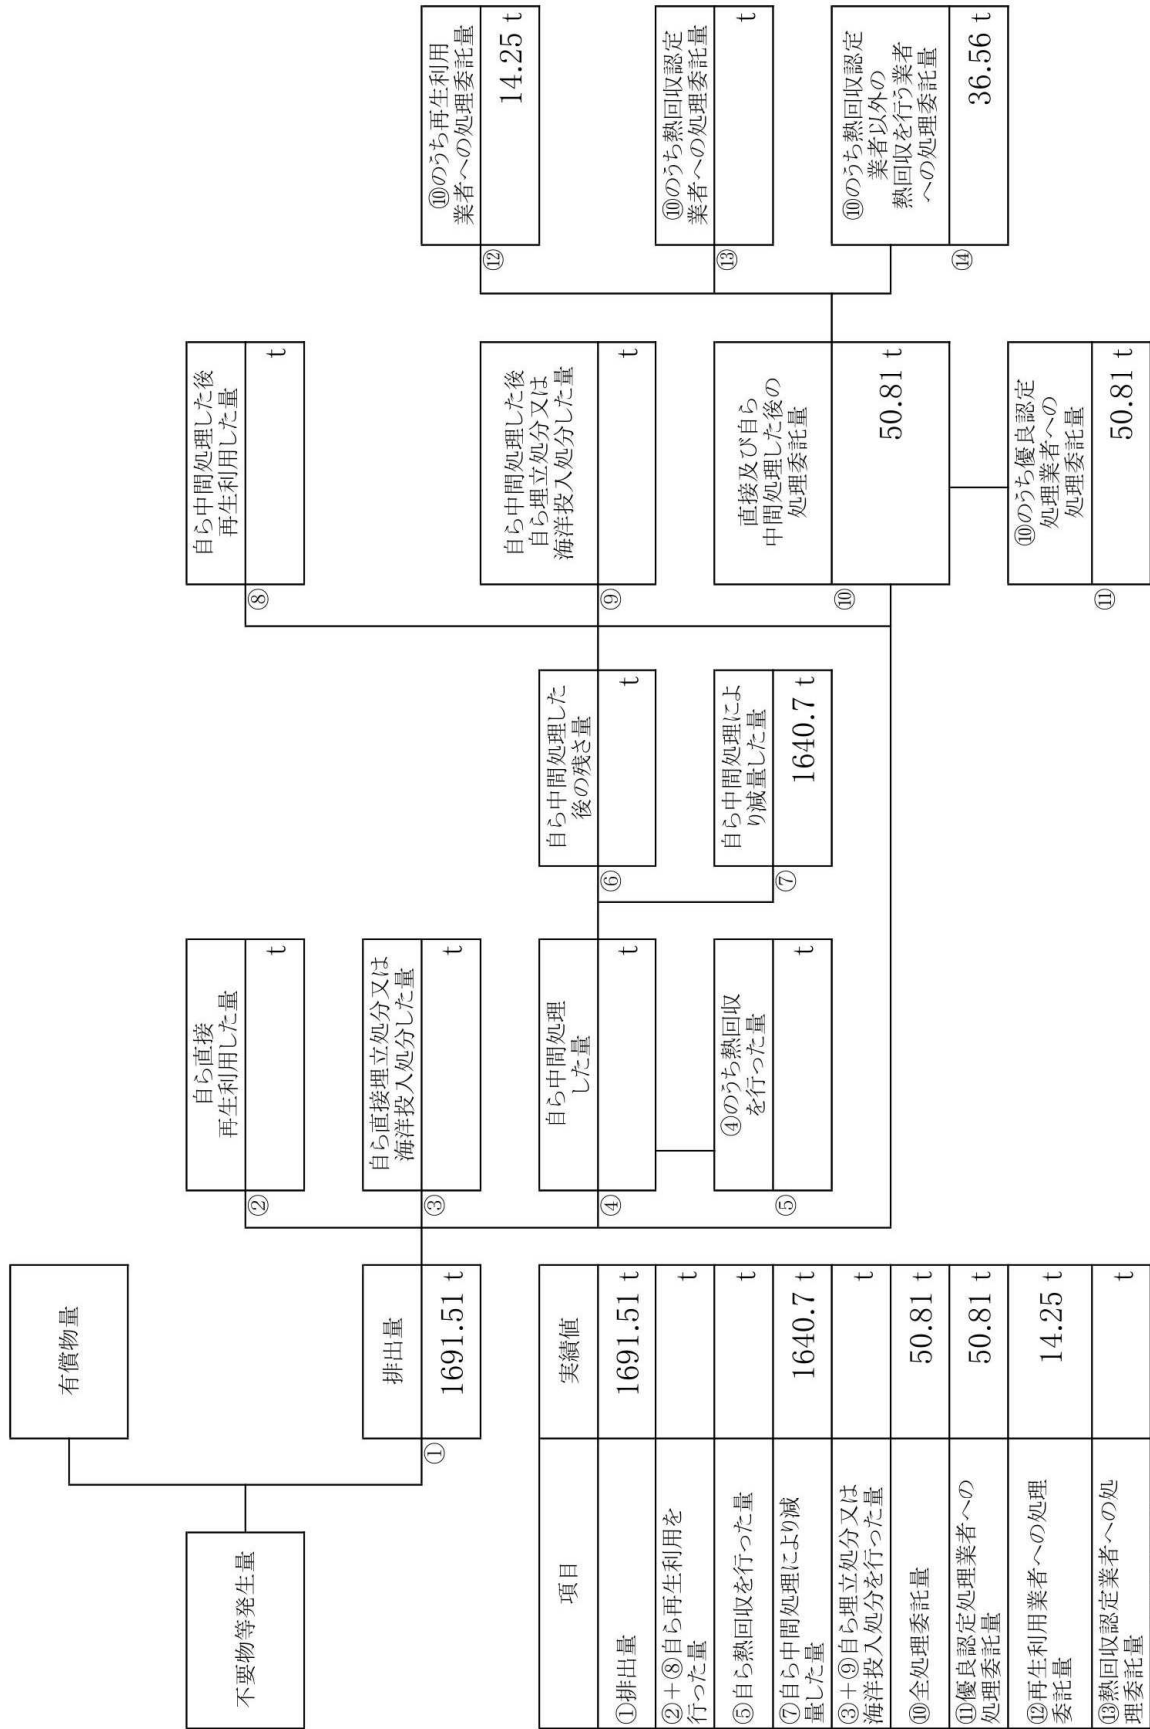 有償物量
不要物等発生量
排出量
① 1691.51 t
自ら直接
再生利用した量
② t
自ら直接埋立処分又は
海洋投入処分した量
③ t
自ら中間処理
した量
④ t
④のうち熱回収
を行った量
⑤ t
自ら中間処理した
後の残さ量
⑥ t
自ら中間処理によ
り減量した量
⑦ 1640.7 t
自ら中間処理した後
再生利用した量
⑧ t
自ら中間処理した後
自ら埋立処分又は
海洋投入処分した量
⑨ t
直接及び自ら
中間処理した後の
処理委託量
⑩ 50.81 t
⑩のうち優良認定
処理業者への
処理委託量
⑪ 50.81 t
⑩のうち再生利用
業者への処理委託量
⑫ 14.25 t
⑩のうち熱回収認定
業者への処理委託量
⑬ t
⑩のうち熱回収認定
業者以外の
熱回収を行う業者
への処理委託量
⑭ 36.56 t
項目 実績値
①排出量 1691.51 t
②+⑧自ら再生利用を
行った量 t
⑤自ら熱回収を行った量 t
⑦自ら中間処理により減
量した量 1640.7 t
③+⑨自ら埋立処分又は
海洋投入処分を行った量 t
⑩全処理委託量 50.81 t
⑪優良認定処理業者への
処理委託量 50.81 t
⑫再生利用業者への処理
委託量 14.25 t
⑬熱回収認定業者への処
理委託量 t